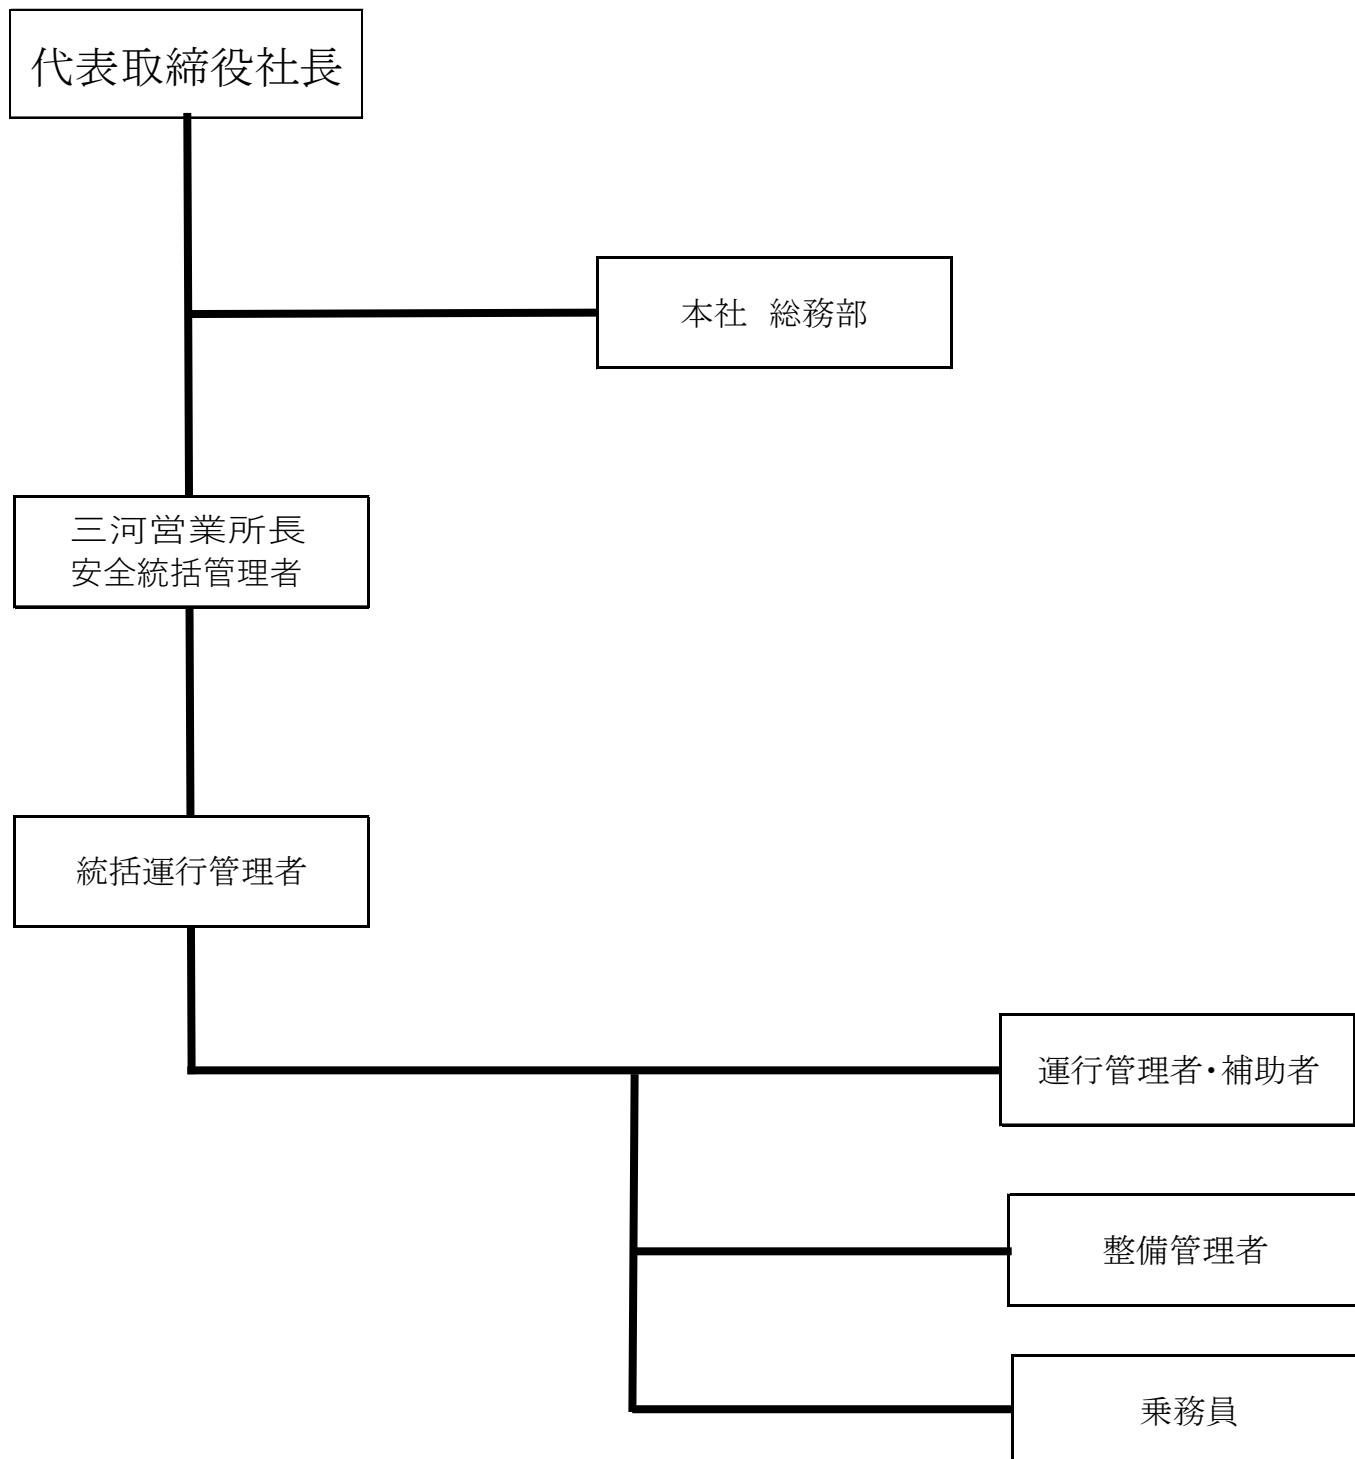 代表取締役社長
本社　総務部
三河営業所長
安全統括管理者
統括運行管理者
運行管理者・補助者
整備管理者
乗務員